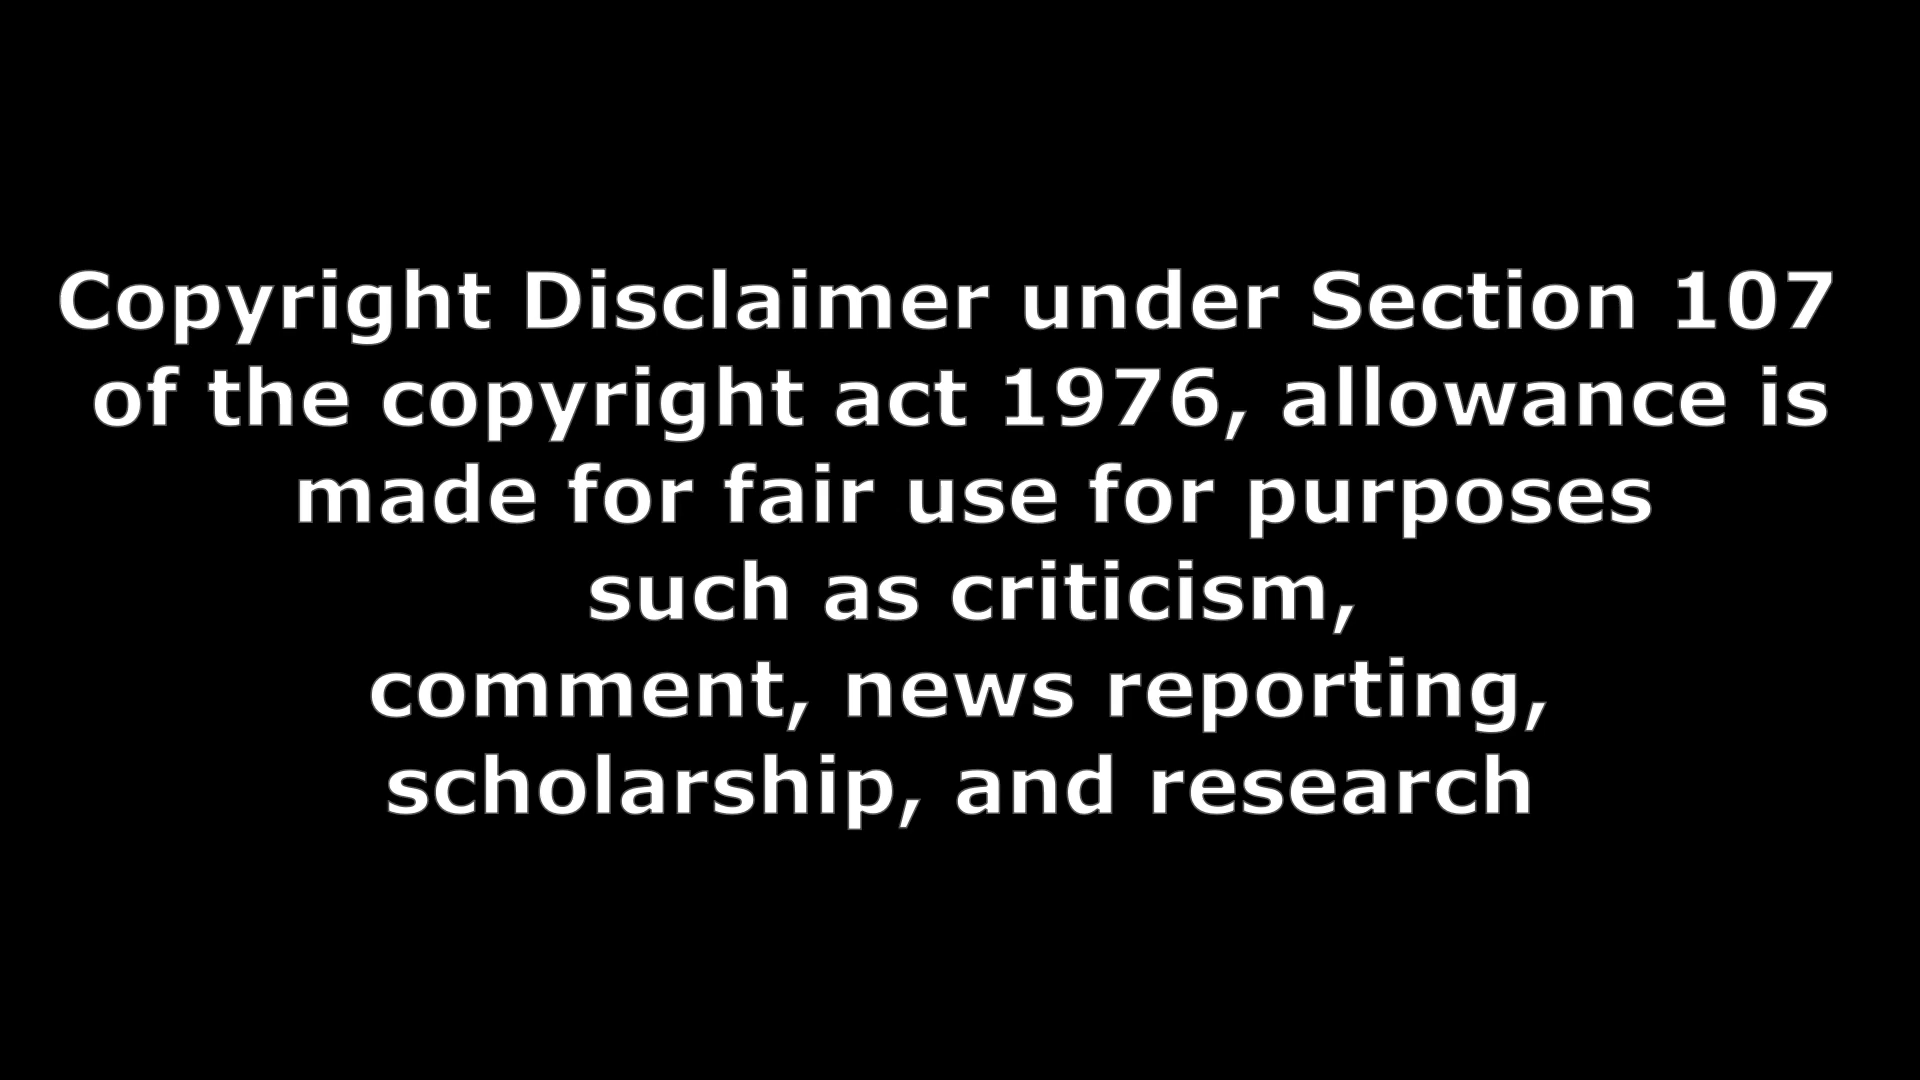 Copyright Disclaimer under Section 107
of the copyright act 1976, allowance is
made for fair use for purposes
such as criticism,
comment, news reporting,
scholarship, and research